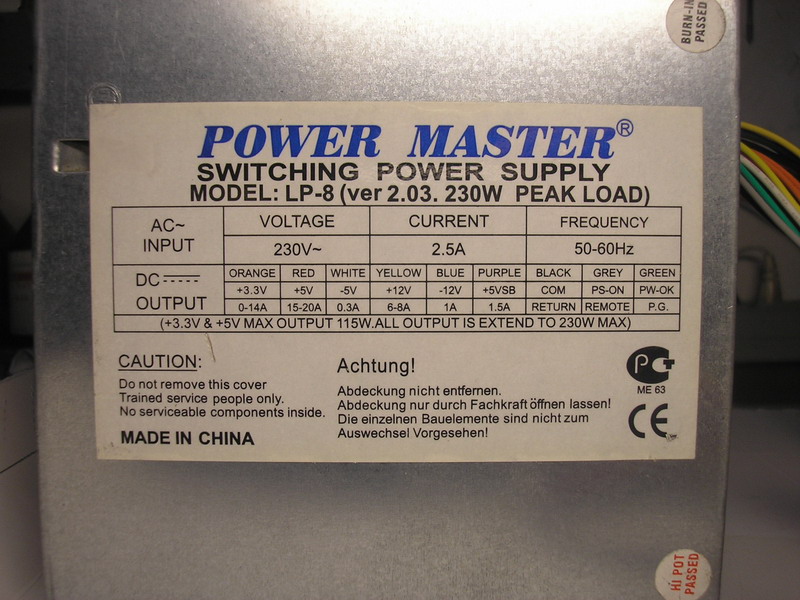 BURN-IN
PASSED
POWER MASTER®
SWITCHING POWER SUPPLY
MODEL: LP-8 (ver 2.03. 230W PEAK LOAD)
AC~ INPUT VOLTAGE CURRENT FREQUENCY
230V~ 2.5A 50-60Hz
DC OUTPUT ORANGE RED WHITE YELLOW BLUE PURPLE BLACK GREY GREEN
+3.3V +5V -5V +12V -12V +5VSB COM PS-ON PW-OK
0-14A 15-20A 0.3A 6-8A 1A 1.5A RETURN REMOTE P.G.
(+3.3V & +5V MAX OUTPUT 115W.ALL OUTPUT IS EXTEND TO 230W MAX)
CAUTION:
Do not remove this cover
Trained service people only.
No serviceable components inside.
MADE IN CHINA
Achtung!
Abdeckung nicht entfernen.
Abdeckung nur durch Fachkraft öffnen lassen!
Die einzelnen Bauelemente sind nicht zum
Auswechsel Vorgesehen!
PCT
ME 63
CE
HI POT
PASSED